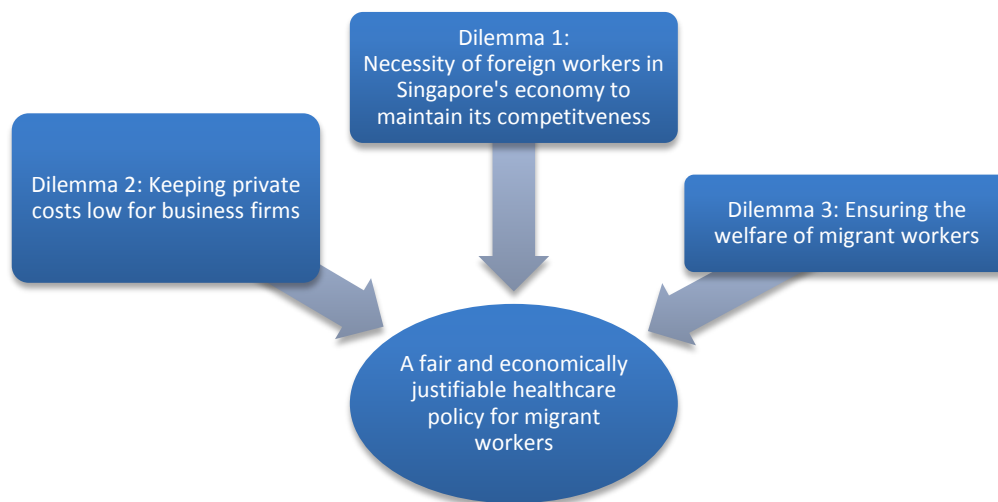 Dilemma 1:
Necessity of foreign workers in
Singapore's economy to
maintain its competitveness
Dilemma 2: Keeping private
costs low for business firms
Dilemma 3: Ensuring the
welfare of migrant workers
A fair and economically
justifiable healthcare
policy for migrant
workers